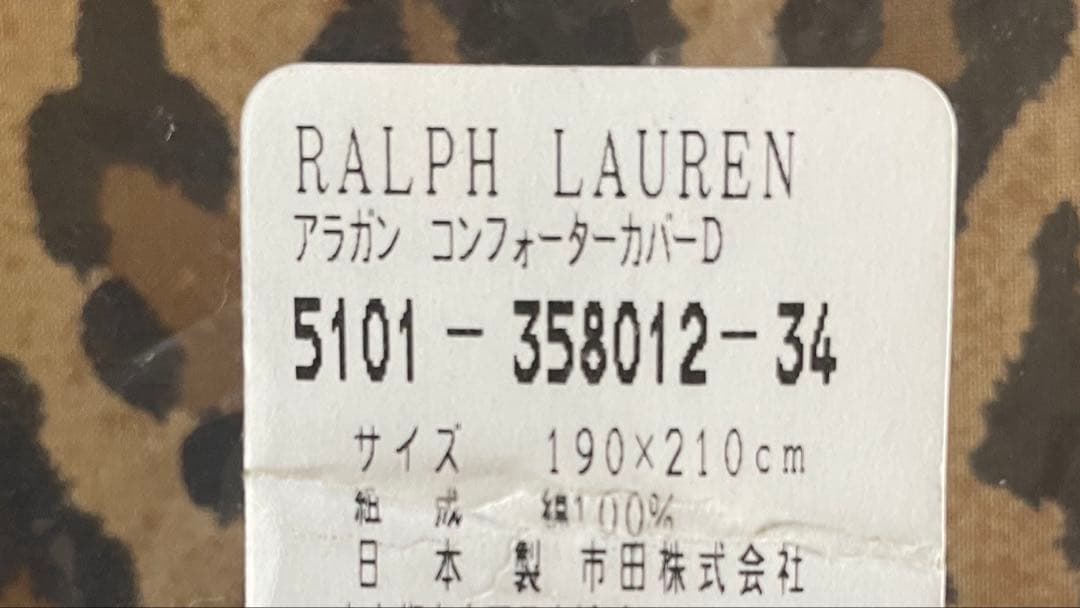 RALPH LAUREN
アラガン コンフォーターカバーD
5101-358012-34
サイズ 190×210cm
組成 綿100%
日本製 市田株式会社